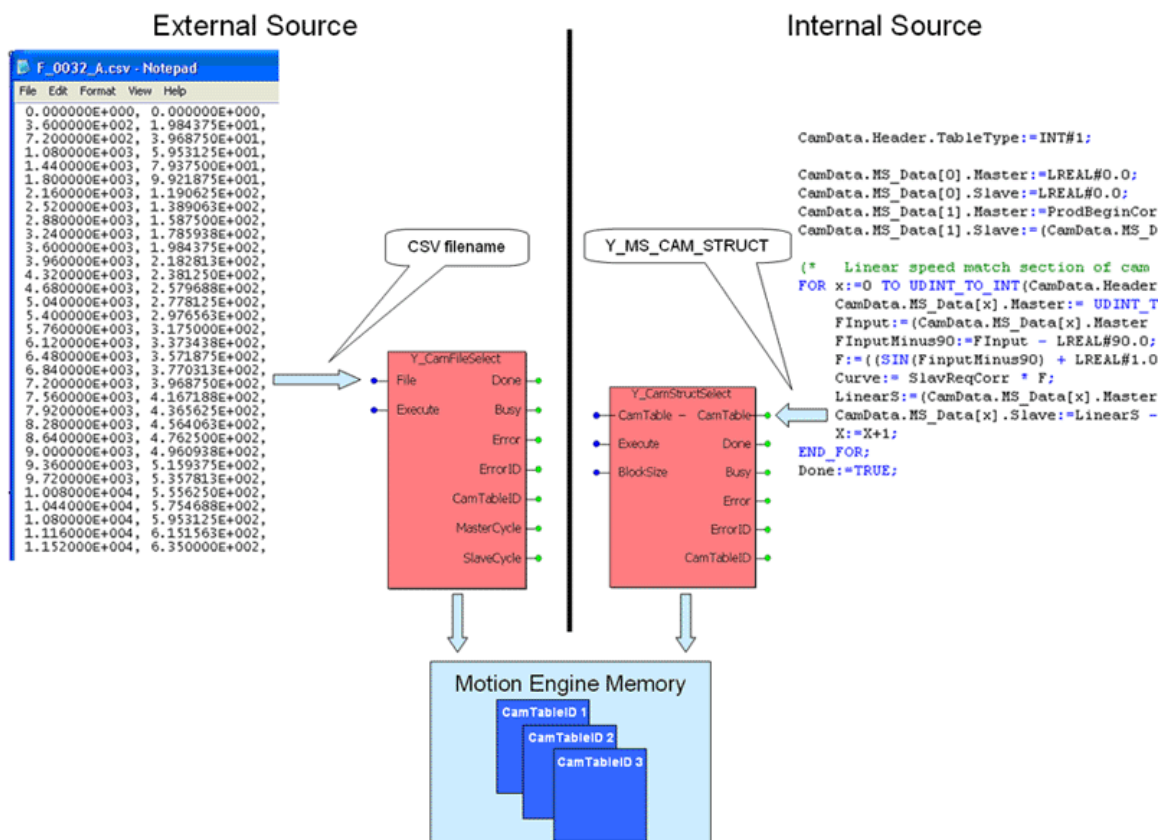 External Source
Internal Source
F_0032_A.csv - Notepad
File Edit Format View Help
0.000000E+000, 0.000000E+000,
3.600000E+002, 1.984375E+001,
7.200000E+002, 3.968750E+001,
1.080000E+003, 5.953125E+001,
1.440000E+003, 7.937500E+001,
1.800000E+003, 9.921875E+001,
2.160000E+003, 1.190625E+002,
2.520000E+003, 1.389063E+002,
2.880000E+003, 1.587500E+002,
3.240000E+003, 1.785938E+002,
3.600000E+003, 1.984375E+002,
3.960000E+003, 2.182813E+002,
4.320000E+003, 2.381250E+002,
4.680000E+003, 2.579688E+002,
5.040000E+003, 2.778125E+002,
5.400000E+003, 2.976563E+002,
5.760000E+003, 3.175000E+002,
6.120000E+003, 3.373438E+002,
6.480000E+003, 3.571875E+002,
6.840000E+003, 3.770313E+002,
7.200000E+003, 3.968750E+002,
7.560000E+003, 4.167188E+002,
7.920000E+003, 4.365625E+002,
8.280000E+003, 4.564063E+002,
8.640000E+003, 4.762500E+002,
9.000000E+003, 4.960938E+002,
9.360000E+003, 5.159375E+002,
9.720000E+003, 5.357813E+002,
1.008000E+004, 5.556250E+002,
1.044000E+004, 5.754688E+002,
1.080000E+004, 5.953125E+002,
1.116000E+004, 6.151563E+002,
1.152000E+004, 6.350000E+002,
CSV filename
Y_CamFileSelect
File Done
Execute Busy
Error
ErrorID
CamTableID
MasterCycle
SlaveCycle
Y_MS_CAM_STRUCT
Y_CamStructSelect
CamTable - CamTable
Execute Done
BlockSize Busy
Error
ErrorID
CamTableID
CamData.Header.TableType:=INT#1;
CamData.MS_Data[0].Master:=LREAL#0.0;
CamData.MS_Data[0].Slave:=LREAL#0.0;
CamData.MS_Data[1].Master:=ProdBeginCor
CamData.MS_Data[1].Slave:=(CamData.MS_D
(* Linear speed match section of cam
FOR x:=0 TO UDINT_TO_INT(CamData.Header
CamData.MS_Data[x].Master:= UDINT_T
FInput:=(CamData.MS_Data[x].Master
FInputMinus90:=FInput - LREAL#90.0;
F:=((SIN(FinputMinus90) + LREAL#1.0
Curve:= SlavReqCorr * F;
LinearS:=(CamData.MS_Data[x].Master
CamData.MS_Data[x].Slave:=LinearS -
X:=X+1;
END_FOR;
Done:=TRUE;
Motion Engine Memory
CamTableID 1
CamTableID 2
CamTableID 3